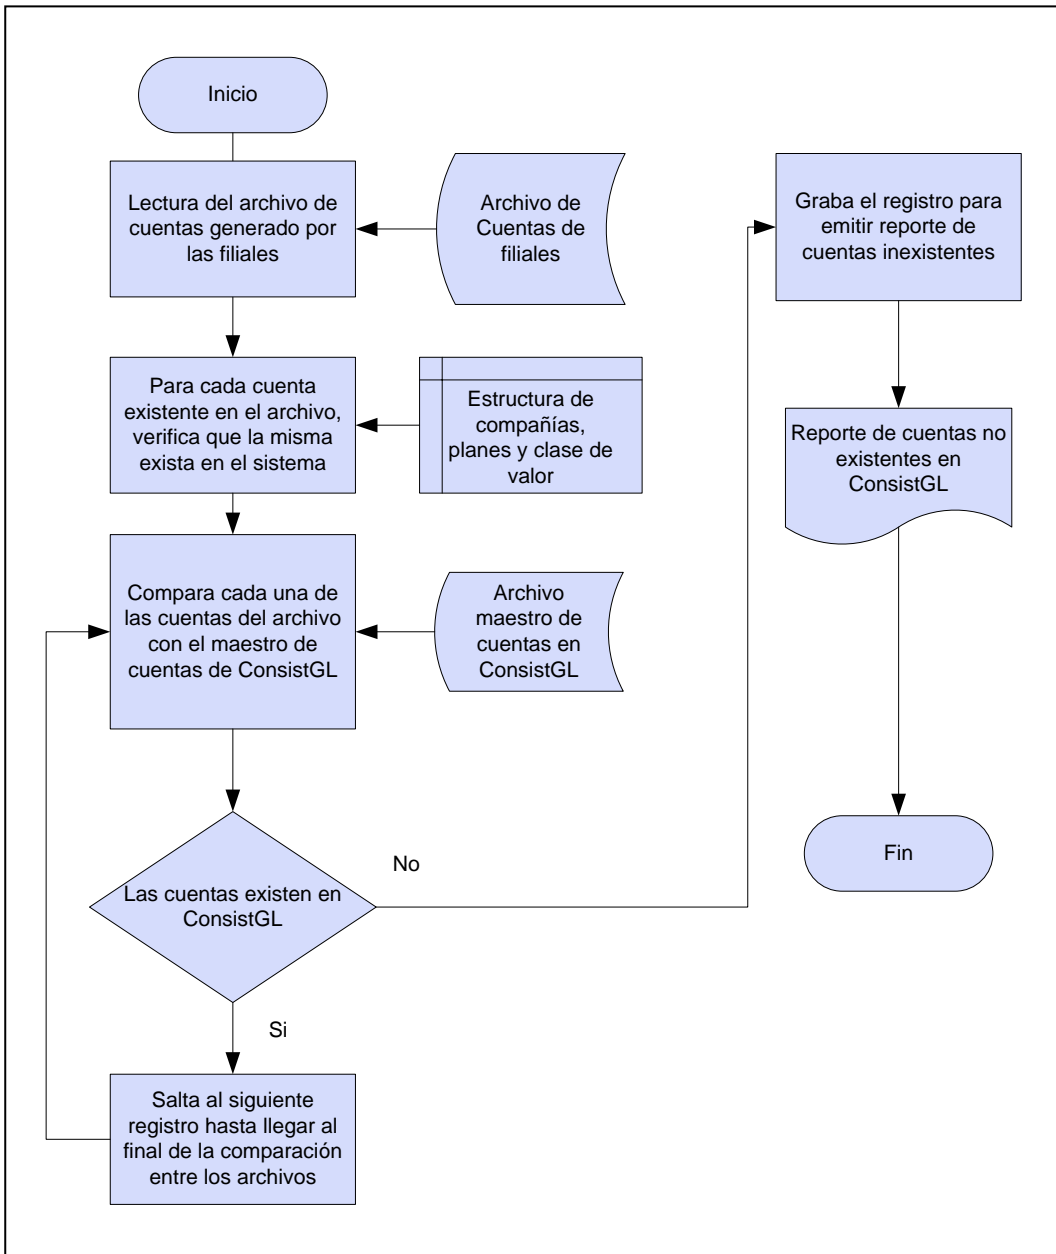 Inicio
Lectura del archivo de
cuentas generado por
las filiales
Archivo de
Cuentas de
filiales
Graba el registro para
emitir reporte de
cuentas inexistentes
Para cada cuenta
existente en el archivo,
verifica que la misma
exista en el sistema
Estructura de
compañías,
planes y clase de
valor
Reporte de cuentas no
existentes en
ConsistGL
Compara cada una de
las cuentas del archivo
con el maestro de
cuentas de ConsistGL
Archivo
maestro de
cuentas en
ConsistGL
Fin
No
Las cuentas existen en
ConsistGL
Si
Salta al siguiente
registro hasta llegar al
final de la comparación
entre los archivos